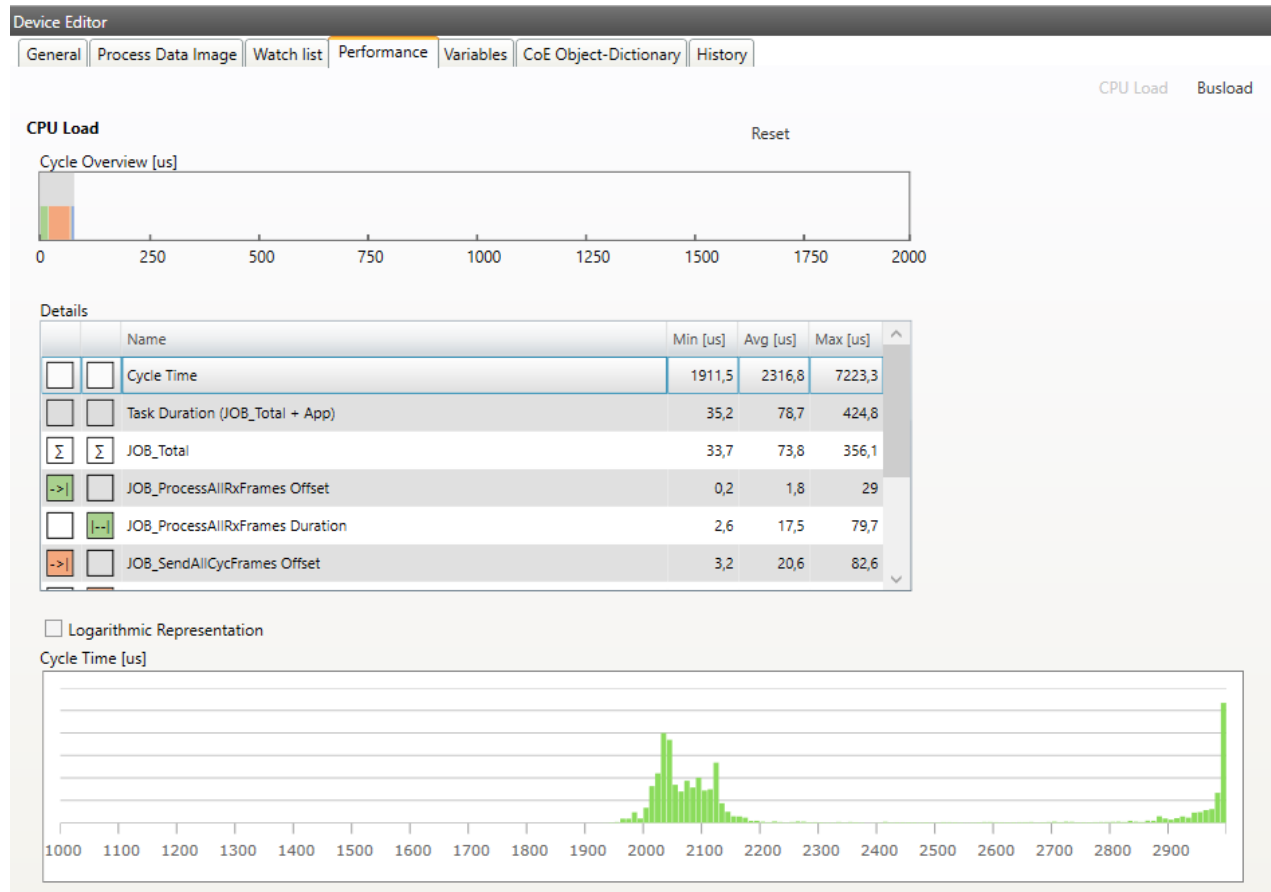 Device Editor
General Process Data Image Watch list Performance Variables CoE Object-Dictionary History
CPU Load Busload
CPU Load
Reset
Cycle Overview [us]
0 250 500 750 1000 1250 1500 1750 2000
Details
Name Min [us] Avg [us] Max [us]
Cycle Time 1911,5 2316,8 7223,3
Task Duration (JOB_Total + App) 35,2 78,7 424,8
Σ Σ JOB_Total 33,7 73,8 356,1
->| JOB_ProcessAllRxFrames Offset 0,2 1,8 29
|--| JOB_ProcessAllRxFrames Duration 2,6 17,5 79,7
->| JOB_SendAllCycFrames Offset 3,2 20,6 82,6
Logarithmic Representation
Cycle Time [us]
1000 1100 1200 1300 1400 1500 1600 1700 1800 1900 2000 2100 2200 2300 2400 2500 2600 2700 2800 2900